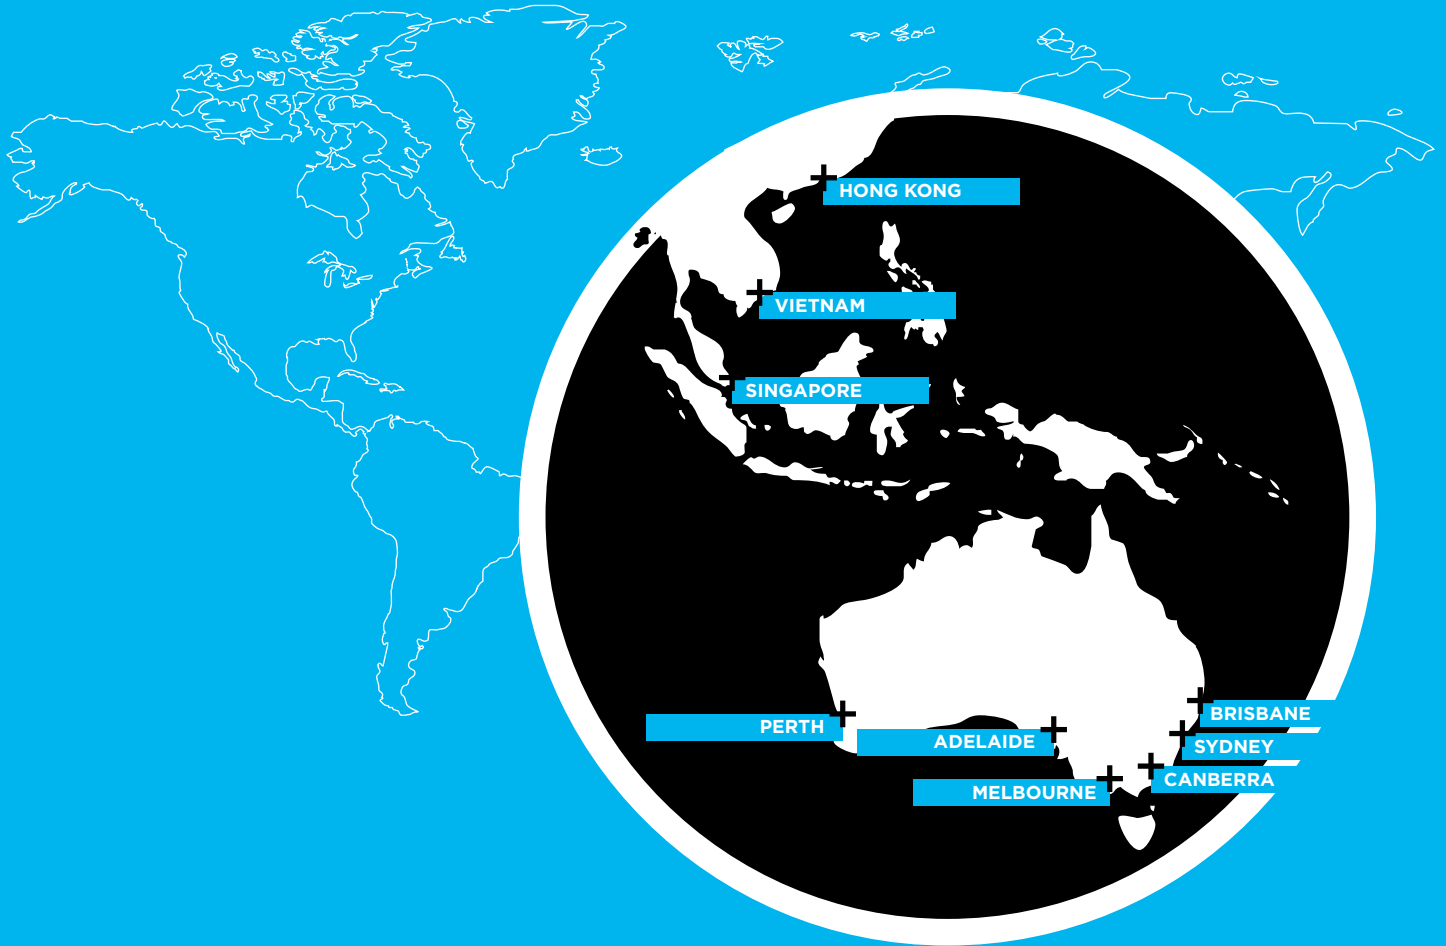 HONG KONG
VIETNAM
SINGAPORE
BRISBANE
PERTH
ADELAIDE
SYDNEY
CANBERRA
MELBOURNE